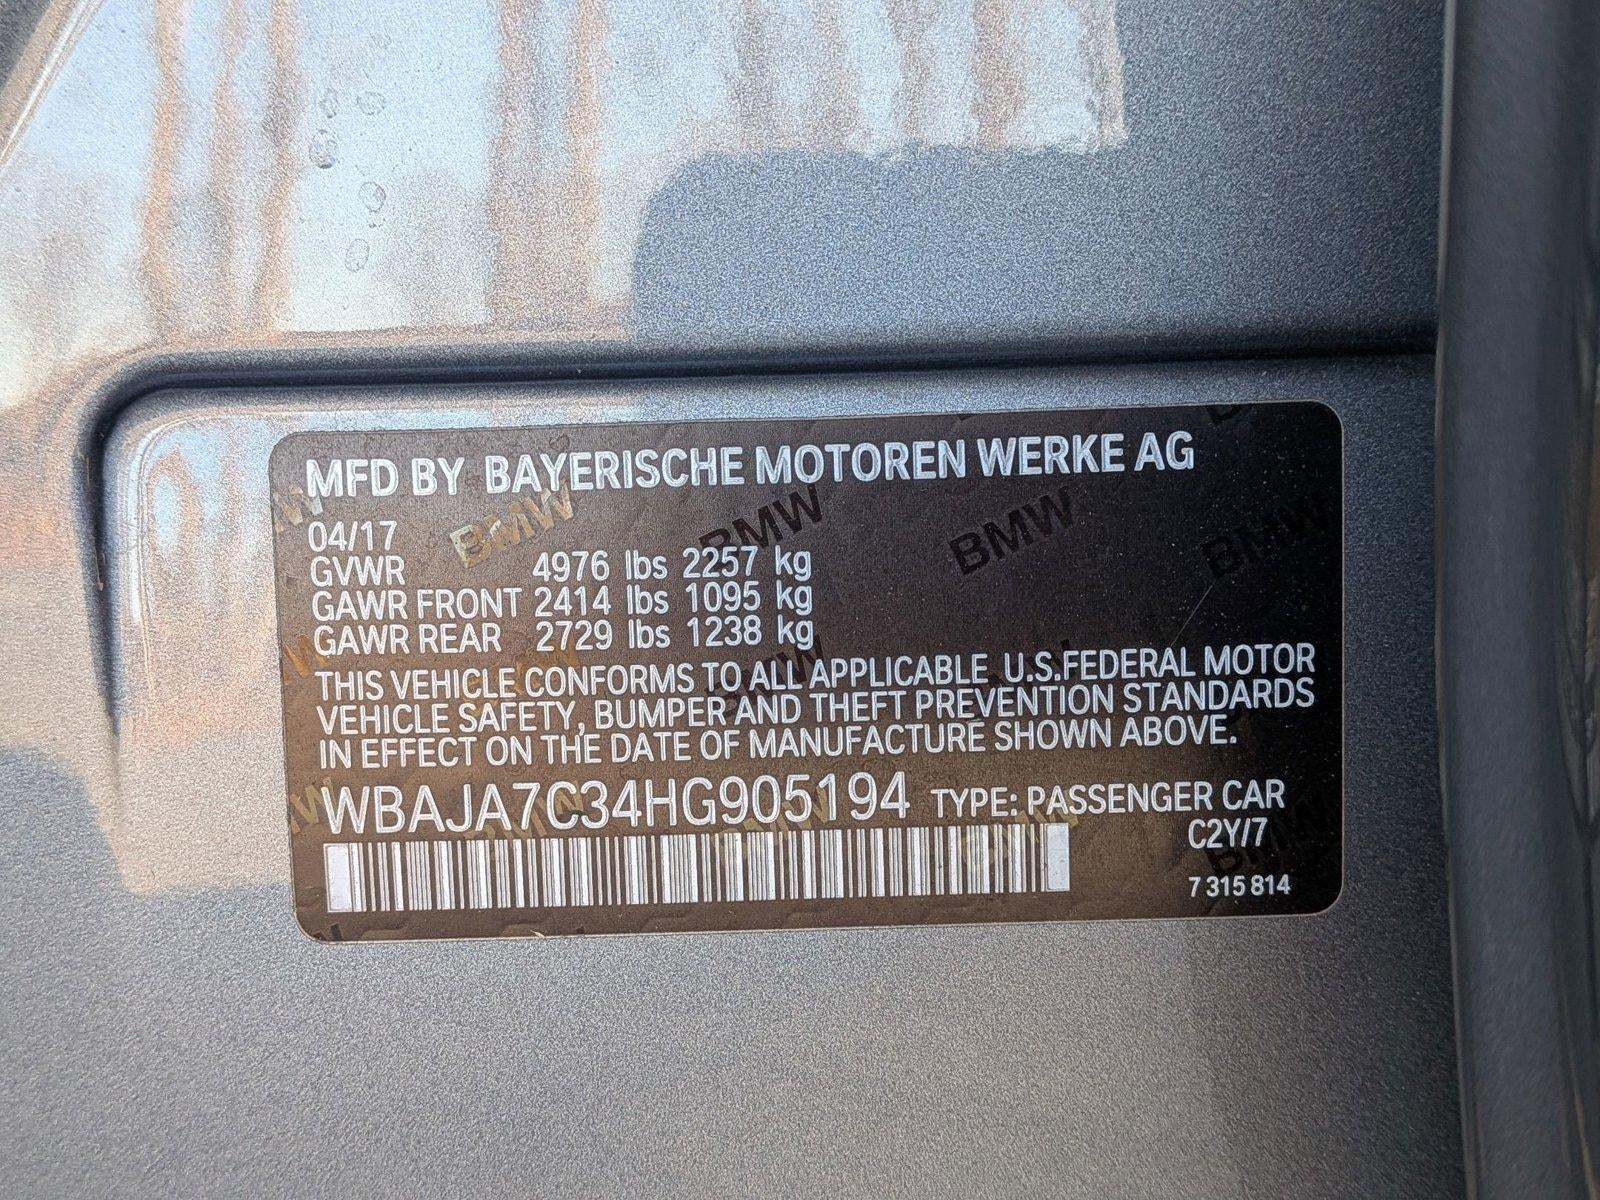 MFD BY BAYERISCHE MOTOREN WERKE AG
04/17
GVWR 4976 lbs 2257 kg
GAWR FRONT 2414 lbs 1095 kg
GAWR REAR 2729 lbs 1238 kg
THIS VEHICLE CONFORMS TO ALL APPLICABLE U.S.FEDERAL MOTOR
VEHICLE SAFETY, BUMPER AND THEFT PREVENTION STANDARDS
IN EFFECT ON THE DATE OF MANUFACTURE SHOWN ABOVE.
WBAJA7C34HG905194 TYPE: PASSENGER CAR
C2Y/7
7 315 814